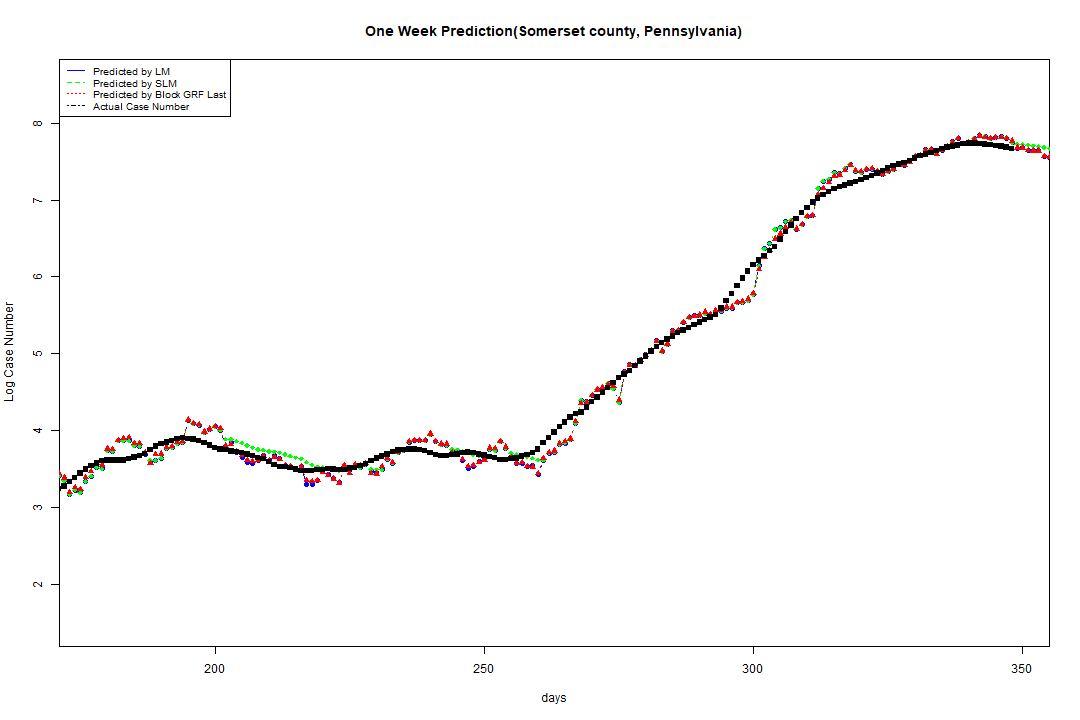 One Week Prediction(Somerset county, Pennsylvania)
Predicted by LM
Predicted by SLM
Predicted by Block GRF Last
Actual Case Number
8
7
6
5
4
3
2
Log Case Number
200 250 300 350
days